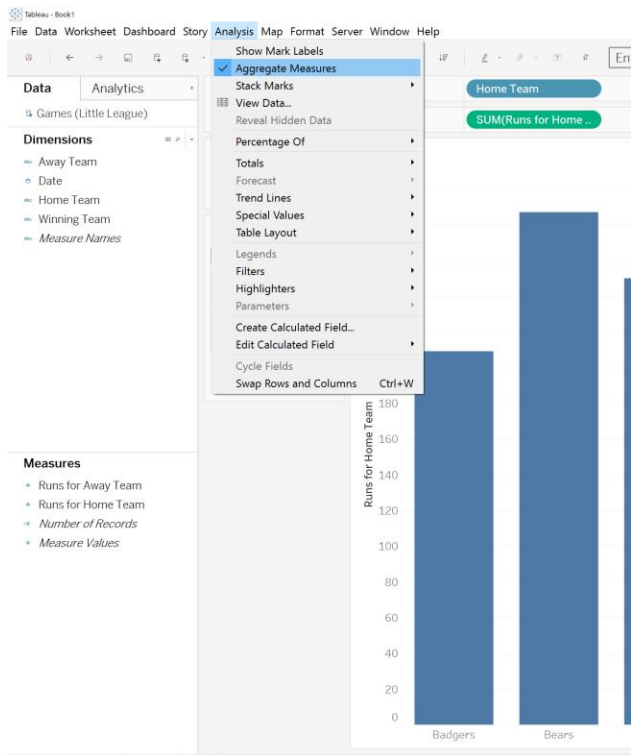 Tableau - Book1
File Data Worksheet Dashboard Story Analysis Map Format Server Window Help
Show Mark Labels
Aggregate Measures
Stack Marks
View Data...
Reveal Hidden Data
Percentage Of
Totals
Forecast
Trend Lines
Special Values
Table Layout
Legends
Filters
Highlighters
Parameters
Create Calculated Field...
Edit Calculated Field
Cycle Fields
Swap Rows and Columns Ctrl+W
Data Analytics
Games (Little League)
Dimensions
Abc Away Team
Date
Abc Home Team
Abc Winning Team
Abc Measure Names
Measures
Runs for Away Team
Runs for Home Team
Number of Records
Measure Values
Home Team
SUM(Runs for Home ..
Runs for Home Team
180
160
140
120
100
80
60
40
20
0
Badgers Bears